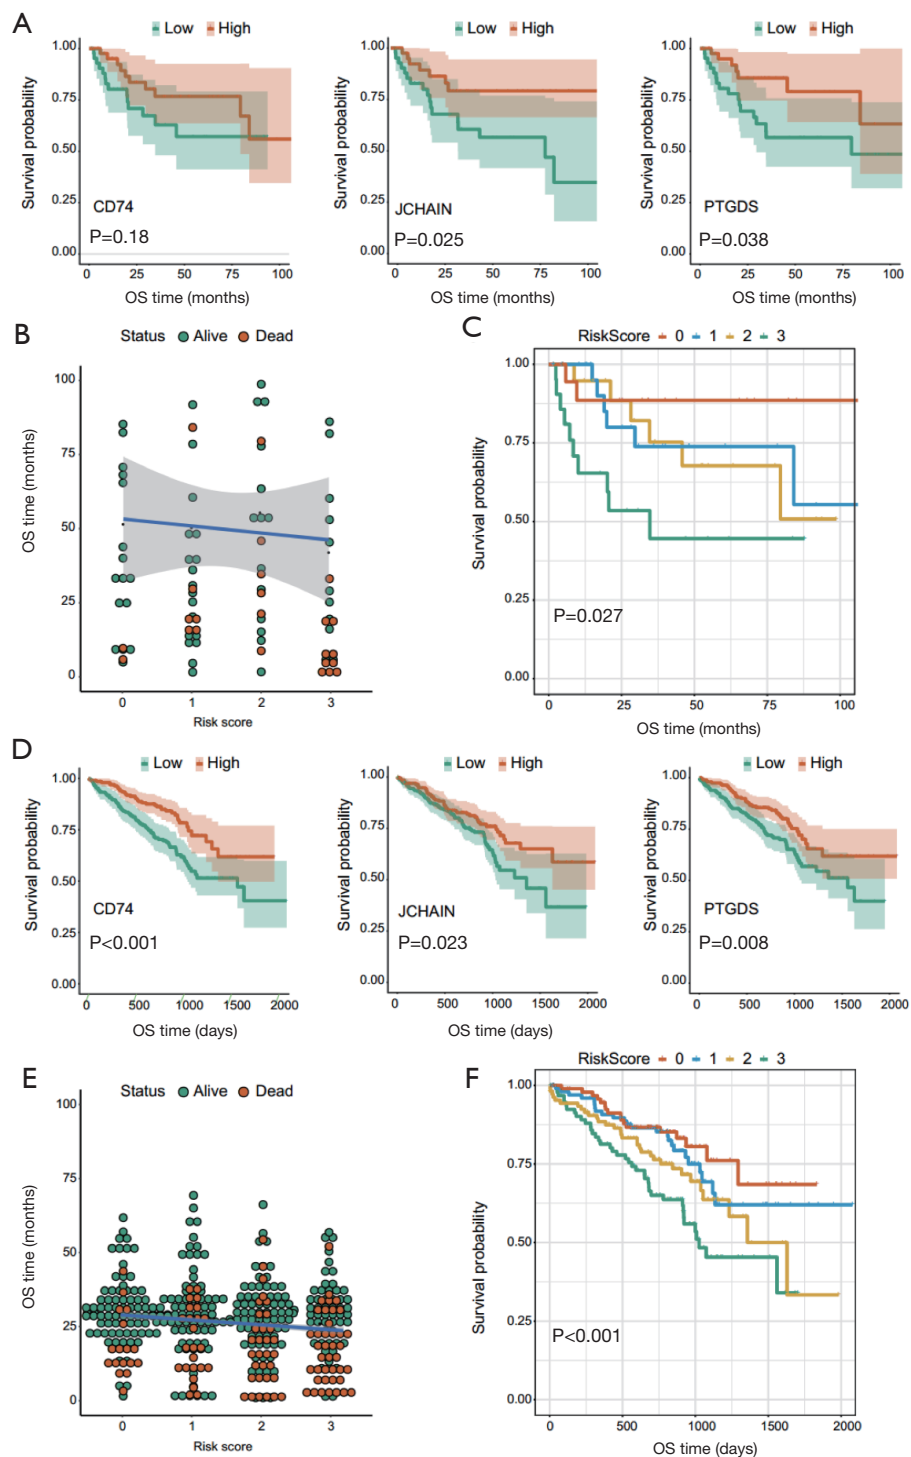 A
Low High
Low High
Low High
Survival probability
1.00
0.75
0.50
0.25
0.00
CD74
P=0.18
0 25 50 75 100
OS time (months)
Survival probability
1.00
0.75
0.50
0.25
0.00
JCHAIN
P=0.025
0 25 50 75 100
OS time (months)
Survival probability
1.00
0.75
0.50
0.25
0.00
PTGDS
P=0.038
0 25 50 75 100
OS time (months)
B
Status Alive Dead
OS time (months)
100
75
50
25
0
0 1 2 3
Risk score
C
RiskScore 0 1 2 3
Survival probability
1.00
0.75
0.50
0.25
0.00
P=0.027
0 25 50 75 100
OS time (months)
D
Low High
Low High
Low High
Survival probability
1.00
0.75
0.50
0.25
0.00
CD74
P<0.001
0 500 1000 1500 2000
OS time (days)
Survival probability
1.00
0.75
0.50
0.25
0.00
JCHAIN
P=0.023
0 500 1000 1500 2000
OS time (days)
Survival probability
1.00
0.75
0.50
0.25
0.00
PTGDS
P=0.008
0 500 1000 1500 2000
OS time (days)
E
Status Alive Dead
OS time (months)
100
75
50
25
0
0 1 2 3
Risk score
F
RiskScore 0 1 2 3
Survival probability
1.00
0.75
0.50
0.25
0.00
P<0.001
0 500 1000 1500 2000
OS time (days)